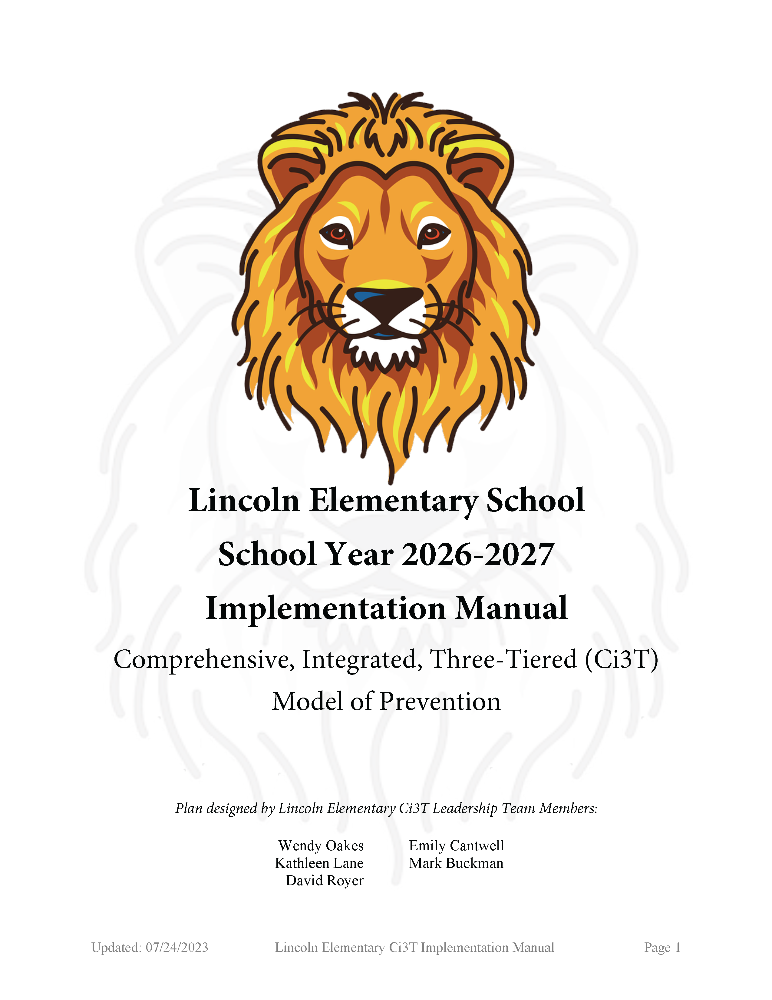 Lincoln Elementary School
School Year 2026-2027
Implementation Manual
Comprehensive, Integrated, Three-Tiered (Ci3T)
Model of Prevention
Plan designed by Lincoln Elementary Ci3T Leadership Team Members:
Wendy Oakes
Kathleen Lane
David Royer
Emily Cantwell
Mark Buckman
Updated: 07/24/2023 Lincoln Elementary Ci3T Implementation Manual Page 1